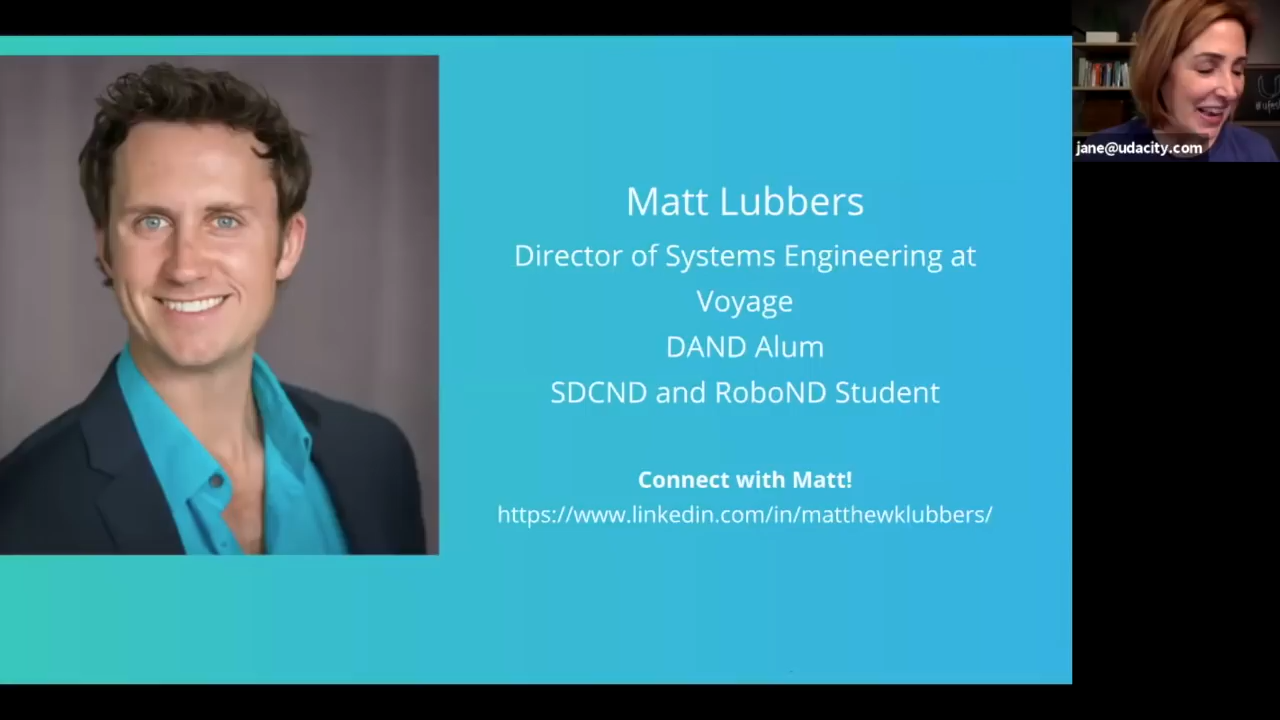 Matt Lubbers
Director of Systems Engineering at
Voyage
DAND Alum
SDCND and RoboND Student
Connect with Matt!
https://www.linkedin.com/in/matthewklubbers/
jane@udacity.com